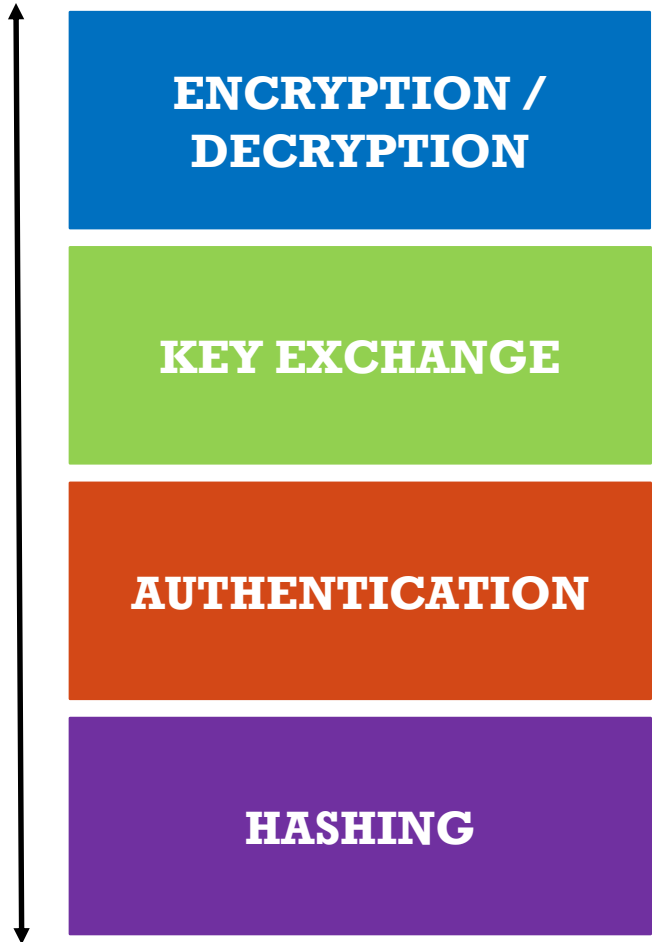 ENCRYPTION /
DECRYPTION
KEY EXCHANGE
AUTHENTICATION
HASHING